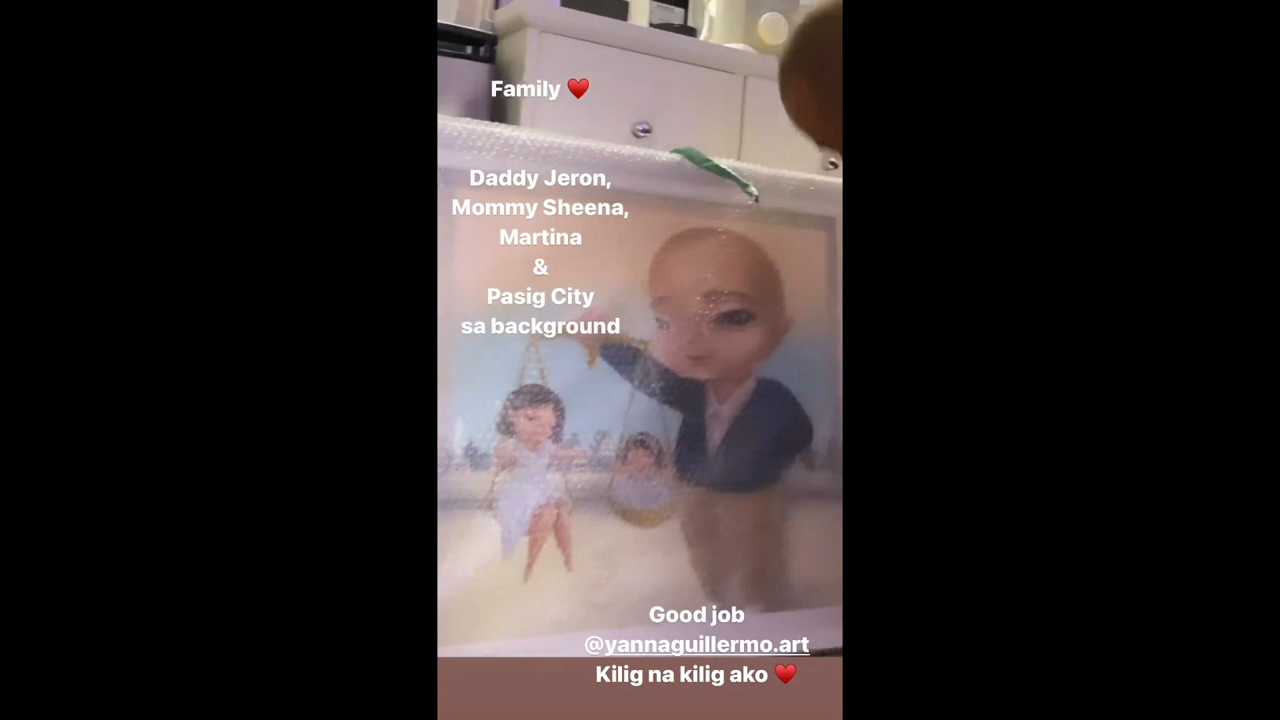 Family ♥️
Daddy Jeron,
Mommy Sheena,
Martina
&
Pasig City
sa background
Good job
@yannaguillermo.art
Kilig na kilig ako ♥️